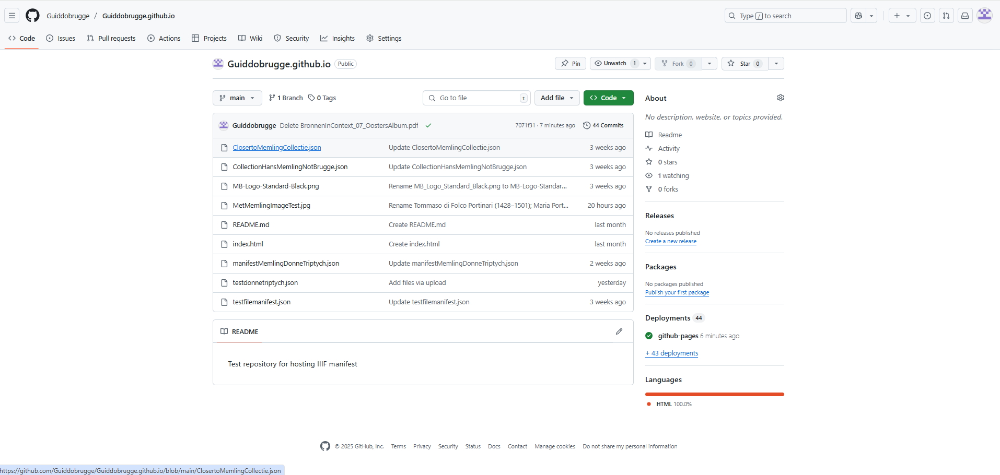 Guiddobrugge / Guiddobrugge.github.io
Type / to search
Code Issues Pull requests Actions Projects Wiki Security Insights Settings
Guiddobrugge.github.io Public
Pin Unwatch 1 Fork 0 Star 0
main 1 Branch 0 Tags Go to file t Add file Code
Guiddobrugge Delete BronnenInContext_07_OostersAlbum.pdf 7071f31 · 7 minutes ago 44 Commits
ClosertoMemlingCollectie.json Update ClosertoMemlingCollectie.json 3 weeks ago
CollectionHansMemlingNotBrugge.json Update CollectionHansMemlingNotBrugge.json 3 weeks ago
MB-Logo-Standard-Black.png Rename MB_Logo_Standard_Black.png to MB-Logo-Standar... 3 weeks ago
MetMemlingImageTest.jpg Rename Tommaso di Folco Portinari (1428–1501); Maria Port... 20 hours ago
README.md Create README.md last month
index.html Create index.html last month
manifestMemlingDonneTriptych.json Update manifestMemlingDonneTriptych.json 2 weeks ago
testdonnetriptych.json Add files via upload yesterday
testfilemanifest.json Update testfilemanifest.json 3 weeks ago
README
Test repository for hosting IIIF manifest
About
No description, website, or topics provided.
Readme
Activity
0 stars
1 watching
0 forks
Releases
No releases published
Create a new release
Packages
No packages published
Publish your first package
Deployments 44
github-pages 6 minutes ago
+ 43 deployments
Languages
HTML 100.0%
© 2025 GitHub, Inc. Terms Privacy Security Status Docs Contact Manage cookies Do not share my personal information
https://github.com/Guiddobrugge/Guiddobrugge.github.io/blob/main/ClosertoMemlingCollectie.json